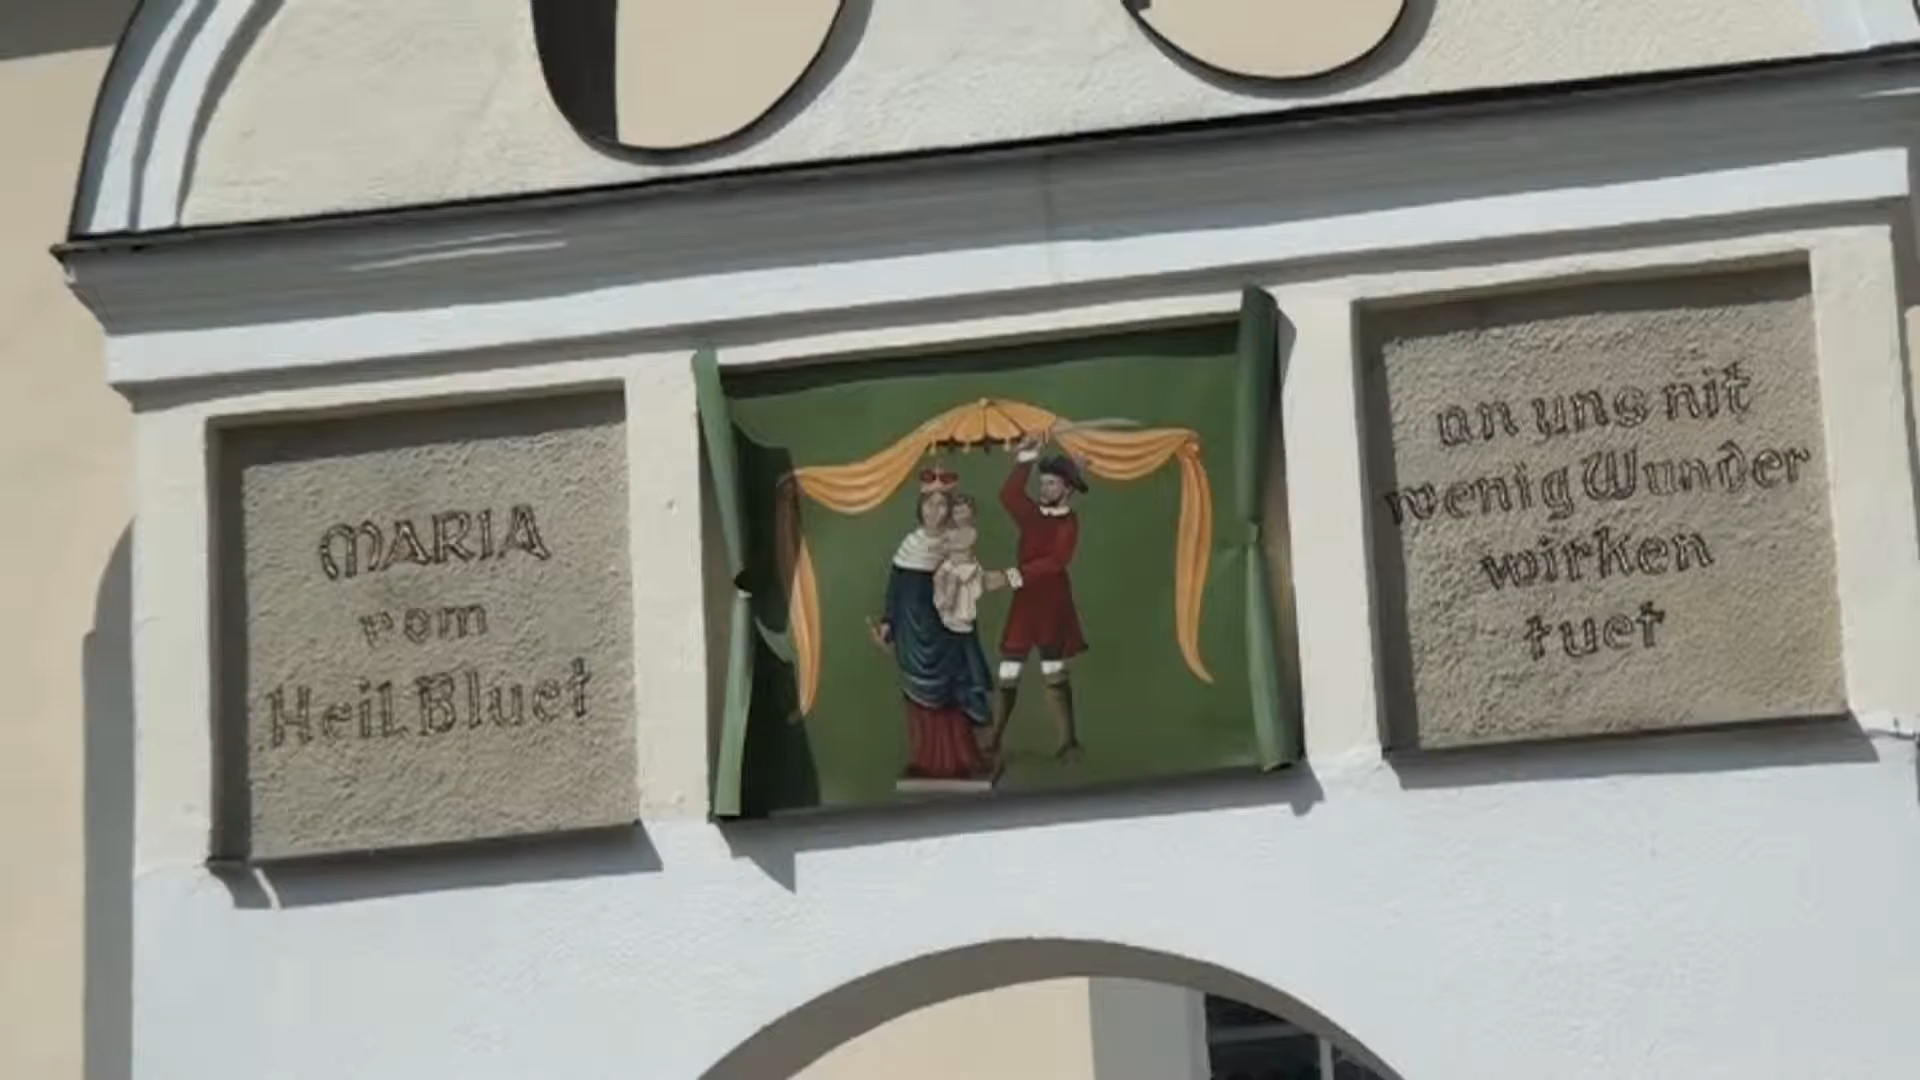 MARIA
vom
Heil. Bluet
an uns nit
wenig Wunder
wirken
tuet